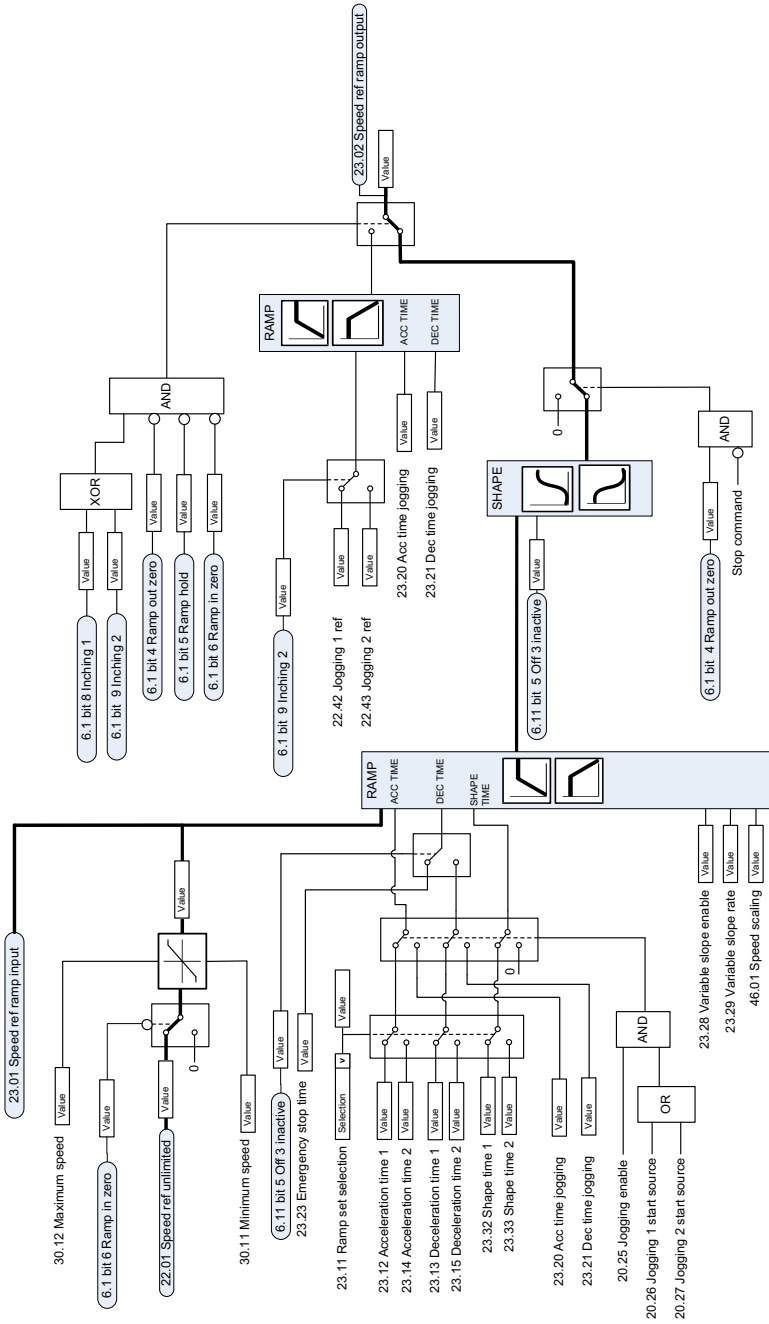 23.01 Speed ref ramp input
30.12 Maximum speed
Value
6.1 bit 6 Ramp in zero
Value
22.01 Speed ref unlimited
Value
0
Value
30.11 Minimum speed
Value
6.11 bit 5 Off 3 inactive
Value
23.23 Emergency stop time
Value
23.11 Ramp set selection
Selection
v
Value
23.12 Acceleration time 1
Value
23.14 Acceleration time 2
Value
23.13 Deceleration time 1
Value
23.15 Deceleration time 2
Value
23.32 Shape time 1
Value
23.33 Shape time 2
Value
0
23.20 Acc time jogging
Value
23.21 Dec time jogging
Value
20.25 Jogging enable
AND
20.26 Jogging 1 start source
20.27 Jogging 2 start source
OR
RAMP
ACC TIME
DEC TIME
SHAPE
TIME
23.28 Variable slope enable
Value
23.29 Variable slope rate
Value
46.01 Speed scaling
Value
6.1 bit 8 Inching 1
Value
6.1 bit 9 Inching 2
Value
XOR
6.1 bit 4 Ramp out zero
Value
6.1 bit 5 Ramp hold
Value
6.1 bit 6 Ramp in zero
Value
AND
6.1 bit 9 Inching 2
Value
22.42 Jogging 1 ref
Value
22.43 Jogging 2 ref
Value
RAMP
ACC TIME
DEC TIME
23.20 Acc time jogging
Value
23.21 Dec time jogging
Value
23.02 Speed ref ramp output
Value
SHAPE
6.11 bit 5 Off 3 inactive
Value
0
6.1 bit 4 Ramp out zero
Value
AND
Stop command